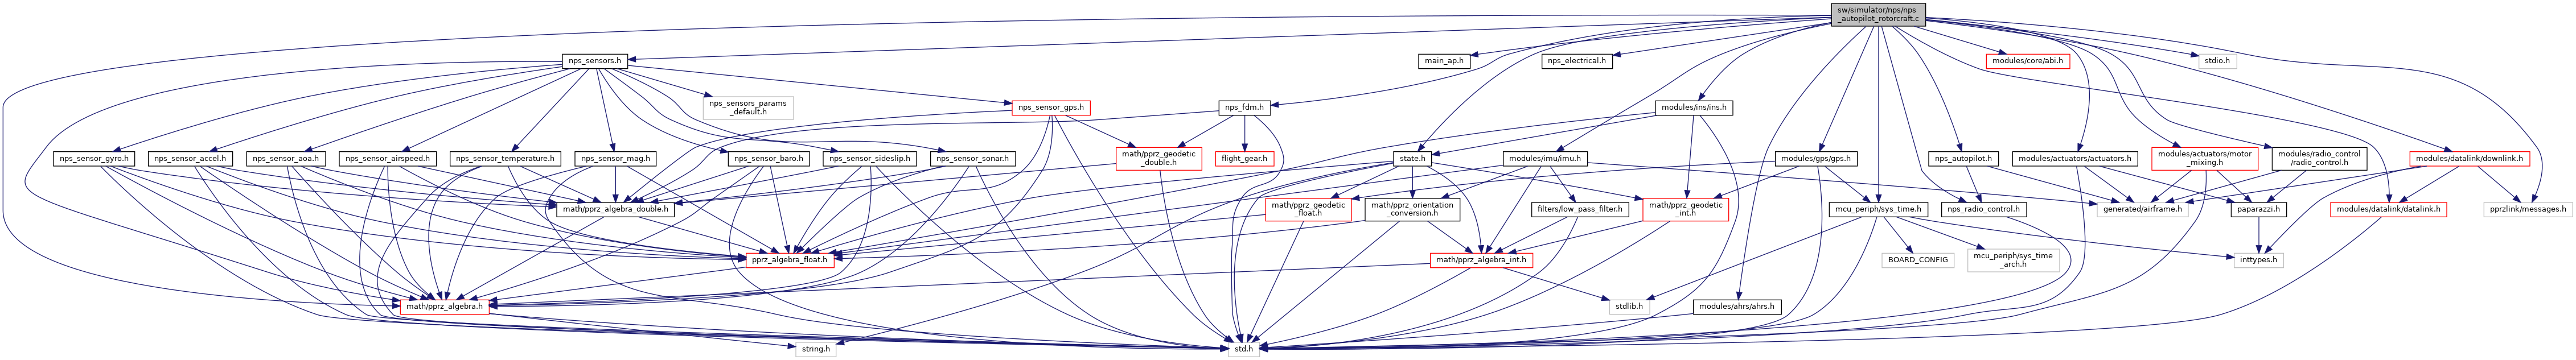 sw/simulator/nps/nps
_autopilot_rotorcraft.c
nps_sensors.h
main_ap.h
nps_electrical.h
modules/core/abi.h
stdio.h
nps_sensors_params
_default.h
nps_sensor_gps.h
nps_fdm.h
modules/ins/ins.h
nps_sensor_gyro.h
nps_sensor_accel.h
nps_sensor_aoa.h
nps_sensor_airspeed.h
nps_sensor_temperature.h
nps_sensor_mag.h
nps_sensor_baro.h
nps_sensor_sideslip.h
nps_sensor_sonar.h
math/pprz_geodetic
_double.h
flight_gear.h
state.h
modules/imu/imu.h
modules/gps/gps.h
nps_autopilot.h
modules/actuators/actuators.h
modules/actuators/motor
_mixing.h
modules/radio_control
/radio_control.h
modules/datalink/downlink.h
math/pprz_algebra_double.h
math/pprz_geodetic
_float.h
math/pprz_orientation
_conversion.h
filters/low_pass_filter.h
math/pprz_geodetic
_int.h
mcu_periph/sys_time.h
nps_radio_control.h
generated/airframe.h
paparazzi.h
modules/datalink/datalink.h
pprzlink/messages.h
pprz_algebra_float.h
math/pprz_algebra_int.h
BOARD_CONFIG
mcu_periph/sys_time
_arch.h
inttypes.h
math/pprz_algebra.h
stdlib.h
modules/ahrs/ahrs.h
string.h
std.h